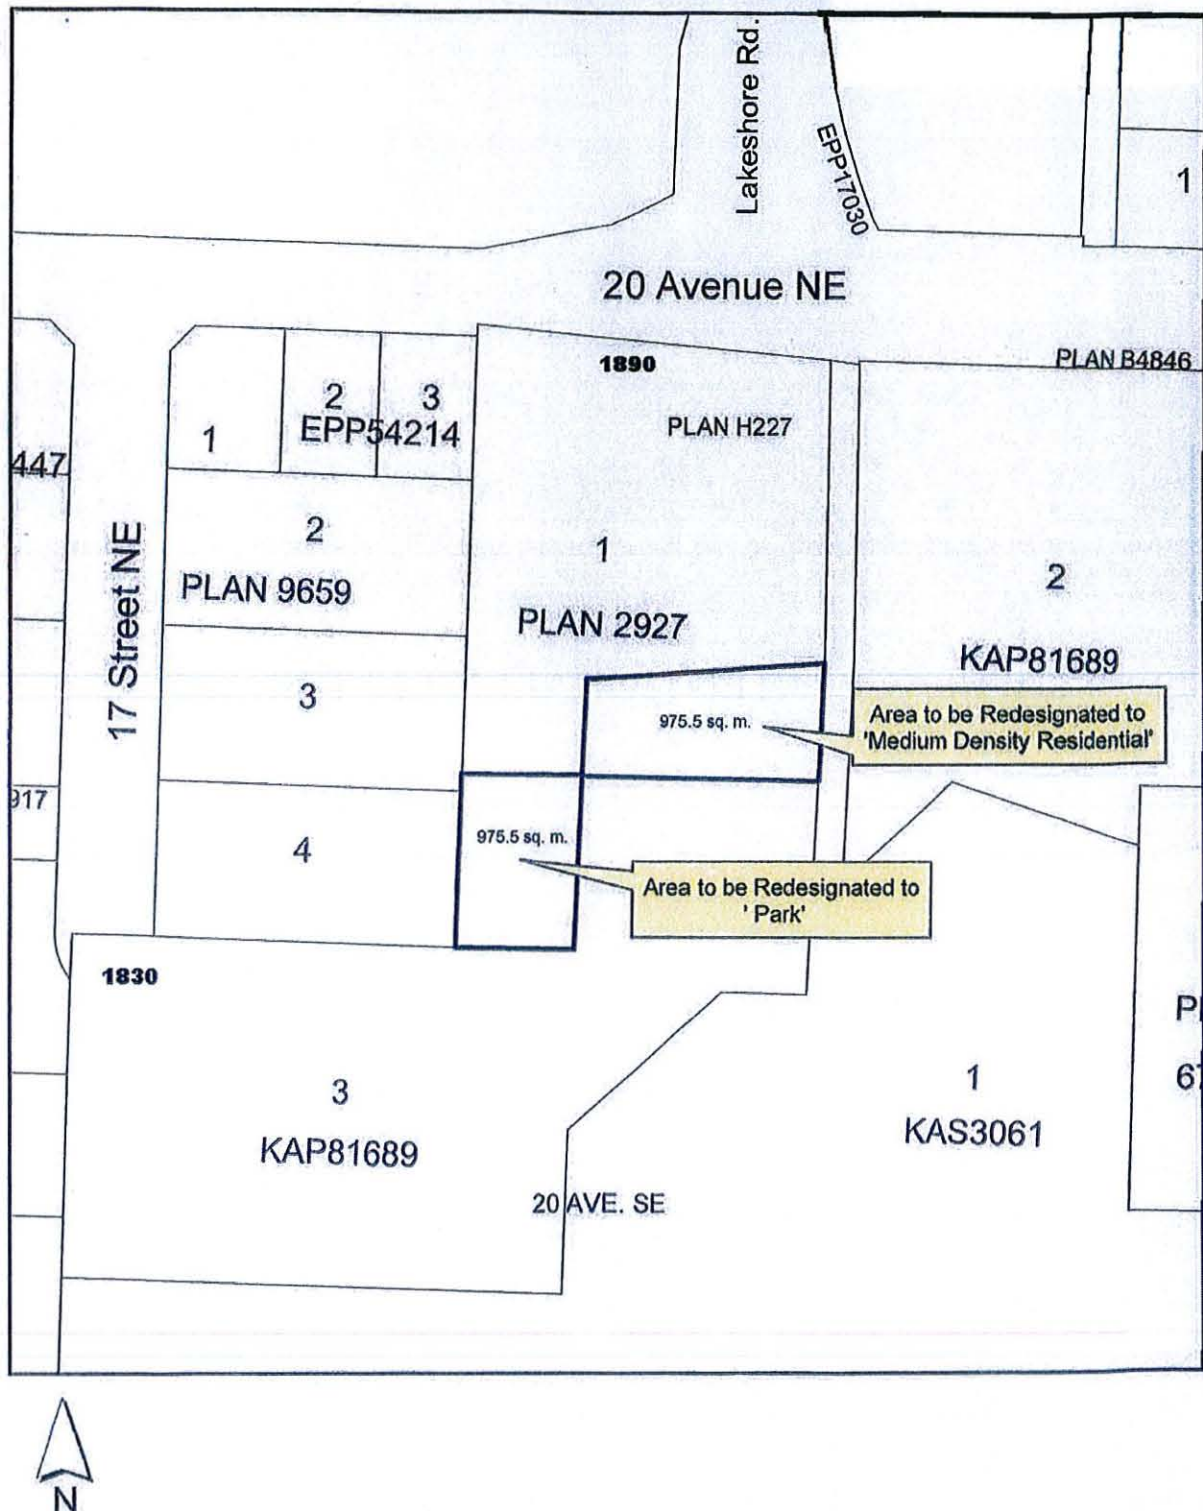 Lakeshore Rd.
EPP17030
1
20 Avenue NE
1890
PLAN B4846
2
3
1
EPP54214
PLAN H227
447
2
PLAN 9659
17 Street NE
1
PLAN 2927
2
KAP81689
3
975.5 sq. m.
Area to be Redesignated to
'Medium Density Residential'
917
4
975.5 sq. m.
Area to be Redesignated to
' Park'
1830
3
KAP81689
1
KAS3061
20 AVE. SE
N